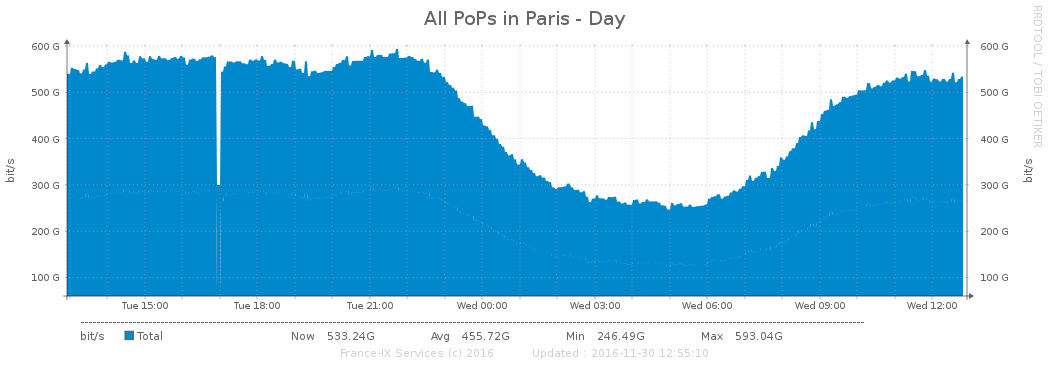 All PoPs in Paris - Day
RRDTOOL / TOBI OETIKER
600 G 600 G
500 G 500 G
400 G 400 G
300 G 300 G
200 G 200 G
100 G 100 G
bit/s bit/s
Tue 15:00 Tue 18:00 Tue 21:00 Wed 00:00 Wed 03:00 Wed 06:00 Wed 09:00 Wed 12:00
bit/s Total Now 533.24G Avg 455.72G Min 246.49G Max 593.04G
France-IX Services (c) 2016 Updated : 2016-11-30 12:55:10